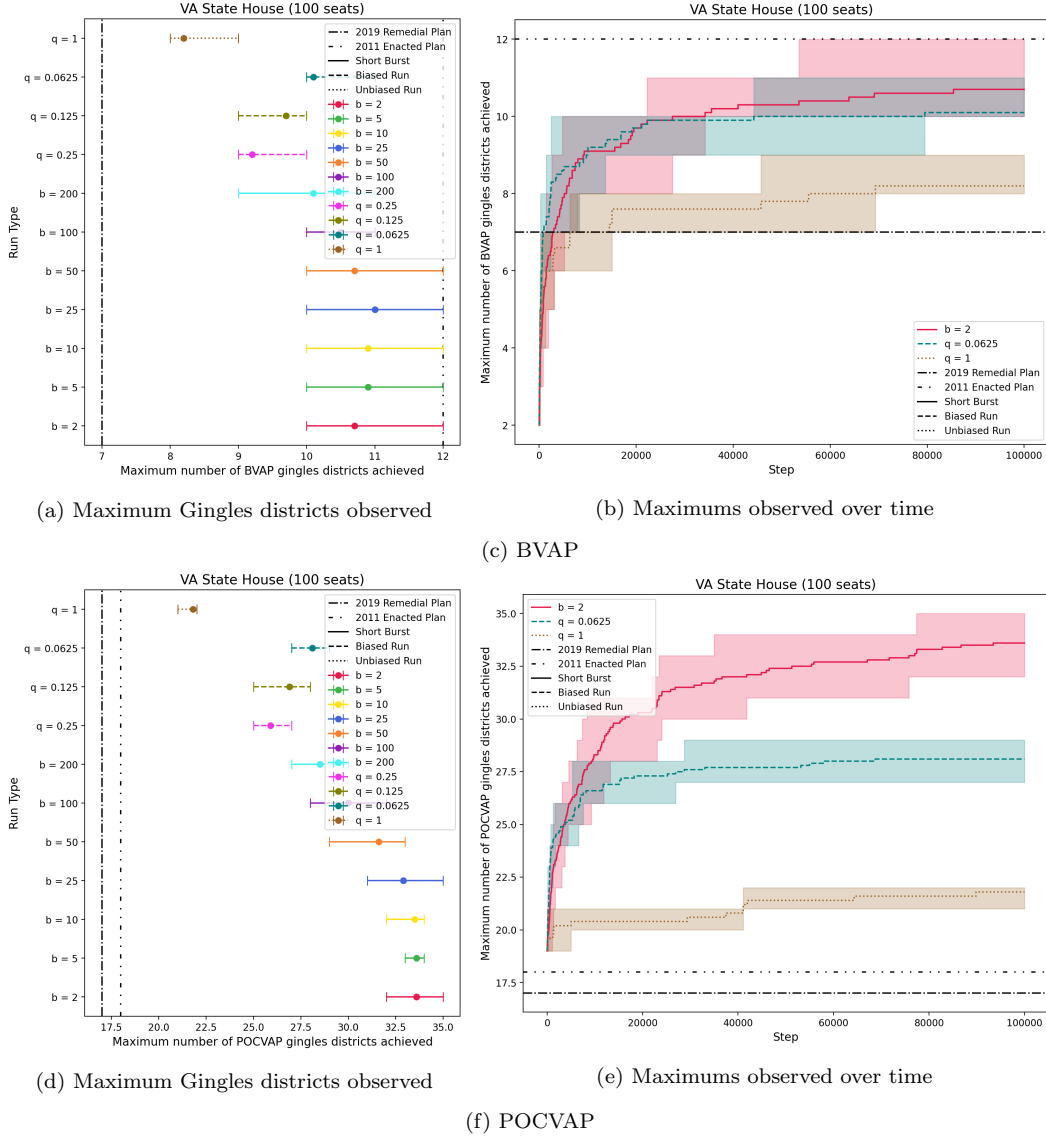 VA State House (100 seats)
Run Type
q = 1
q = 0.0625
q = 0.125
q = 0.25
b = 200
b = 100
b = 50
b = 25
b = 10
b = 5
b = 2
2019 Remedial Plan
2011 Enacted Plan
Short Burst
Biased Run
Unbiased Run
b = 2
b = 5
b = 10
b = 25
b = 50
b = 100
b = 200
q = 0.25
q = 0.125
q = 0.0625
q = 1
7 8 9 10 11 12
Maximum number of BVAP gingles districts achieved
(a) Maximum Gingles districts observed
VA State House (100 seats)
Maximum number of BVAP gingles districts achieved
12
10
8
6
4
2
b = 2
q = 0.0625
q = 1
2019 Remedial Plan
2011 Enacted Plan
Short Burst
Biased Run
Unbiased Run
0 20000 40000 60000 80000 100000
Step
(b) Maximums observed over time
(c) BVAP
VA State House (100 seats)
Run Type
q = 1
q = 0.0625
q = 0.125
q = 0.25
b = 200
b = 100
b = 50
b = 25
b = 10
b = 5
b = 2
2019 Remedial Plan
2011 Enacted Plan
Short Burst
Biased Run
Unbiased Run
b = 2
b = 5
b = 10
b = 25
b = 50
b = 100
b = 200
q = 0.25
q = 0.125
q = 0.0625
q = 1
17.5 20.0 22.5 25.0 27.5 30.0 32.5 35.0
Maximum number of POCVAP gingles districts achieved
(d) Maximum Gingles districts observed
VA State House (100 seats)
Maximum number of POCVAP gingles districts achieved
35.0
32.5
30.0
27.5
25.0
22.5
20.0
17.5
b = 2
q = 0.0625
q = 1
2019 Remedial Plan
2011 Enacted Plan
Short Burst
Biased Run
Unbiased Run
0 20000 40000 60000 80000 100000
Step
(e) Maximums observed over time
(f) POCVAP